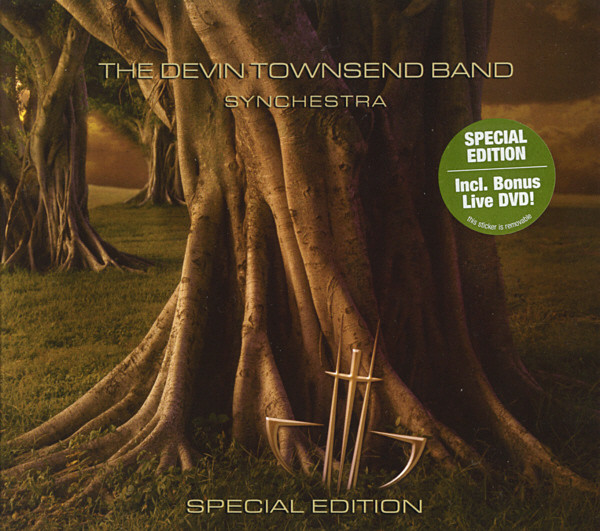 THE DEVIN TOWNSEND BAND
SYNCHESTRA
SPECIAL
EDITION
Incl. Bonus
Live DVD!
this sticker is removable
SPECIAL EDITION